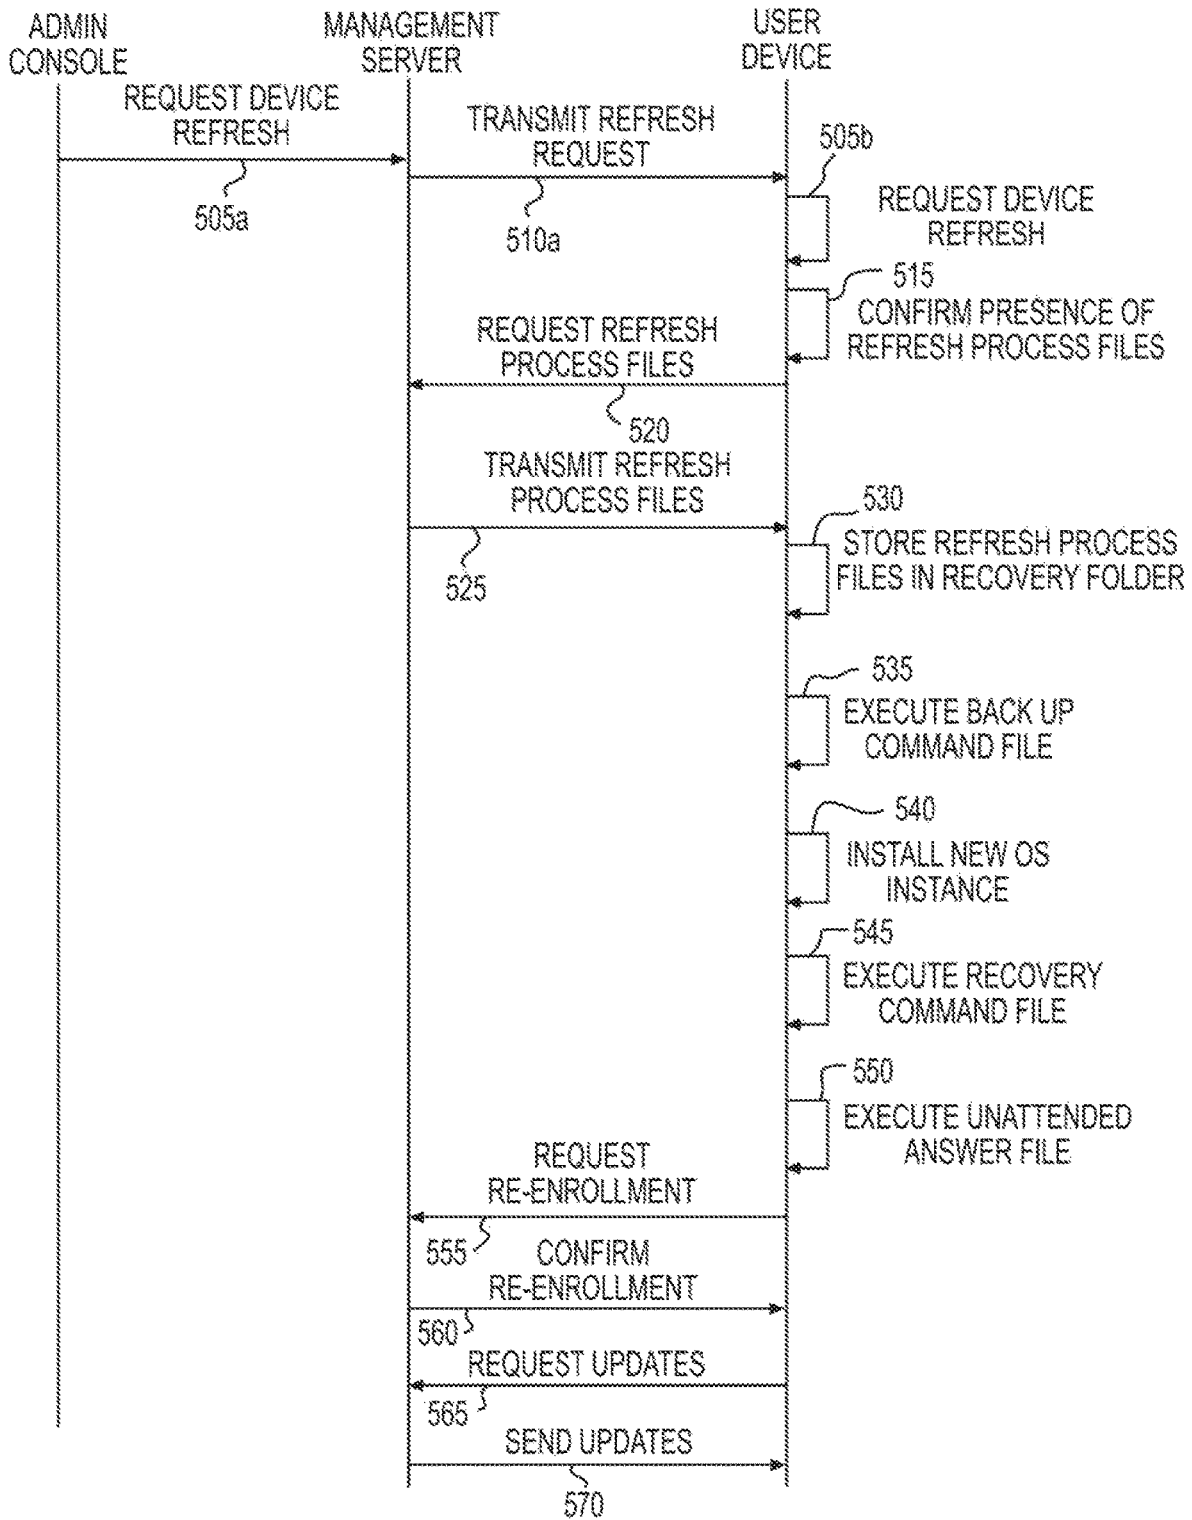 ADMIN
CONSOLE
MANAGEMENT
SERVER
USER
DEVICE
REQUEST DEVICE
REFRESH
505a
TRANSMIT REFRESH
REQUEST
510a
505b
REQUEST DEVICE
REFRESH
515
CONFIRM PRESENCE OF
REFRESH PROCESS FILES
REQUEST REFRESH
PROCESS FILES
520
TRANSMIT REFRESH
PROCESS FILES
525
530
STORE REFRESH PROCESS
FILES IN RECOVERY FOLDER
535
EXECUTE BACK UP
COMMAND FILE
540
INSTALL NEW OS
INSTANCE
545
EXECUTE RECOVERY
COMMAND FILE
550
EXECUTE UNATTENDED
ANSWER FILE
REQUEST
RE-ENROLLMENT
555
CONFIRM
RE-ENROLLMENT
560
REQUEST UPDATES
565
SEND UPDATES
570